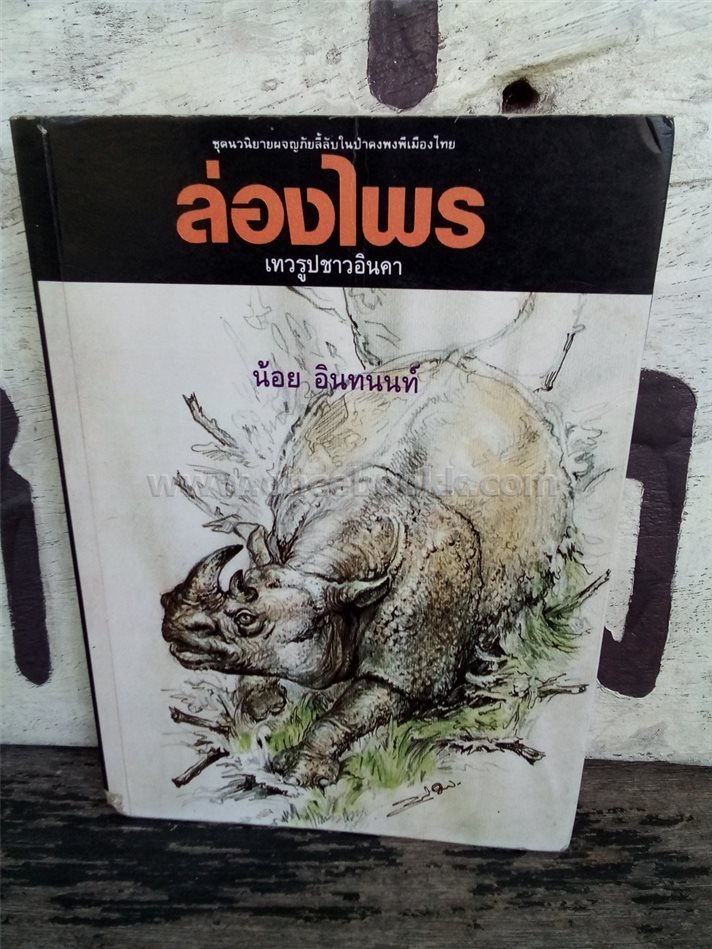 ชุดนวนิยายผจญภัยลี้ลับในป่าดงพงพีเมืองไทย
ล่องไพร
เทวรูปชาวอินคา
น้อย อินทนนท์